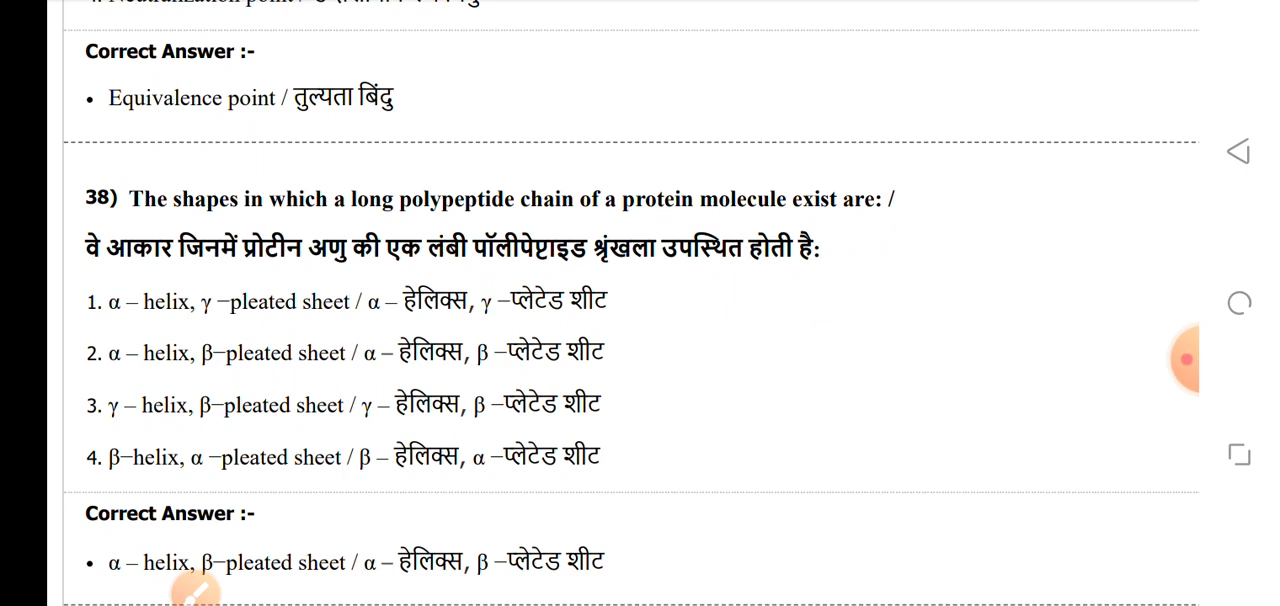 Correct Answer :-
• Equivalence point / तुल्यता बिंदु
38) The shapes in which a long polypeptide chain of a protein molecule exist are: /
वे आकार जिनमें प्रोटीन अणु की एक लंबी पॉलीपेप्टाइड श्रृंखला उपस्थित होती है:
1. α – helix, γ –pleated sheet / α – हेलिक्स, γ –प्लेटेड शीट
2. α – helix, β–pleated sheet / α – हेलिक्स, β –प्लेटेड शीट
3. γ – helix, β–pleated sheet / γ – हेलिक्स, β –प्लेटेड शीट
4. β–helix, α –pleated sheet / β – हेलिक्स, α –प्लेटेड शीट
Correct Answer :-
• α – helix, β–pleated sheet / α – हेलिक्स, β –प्लेटेड शीट